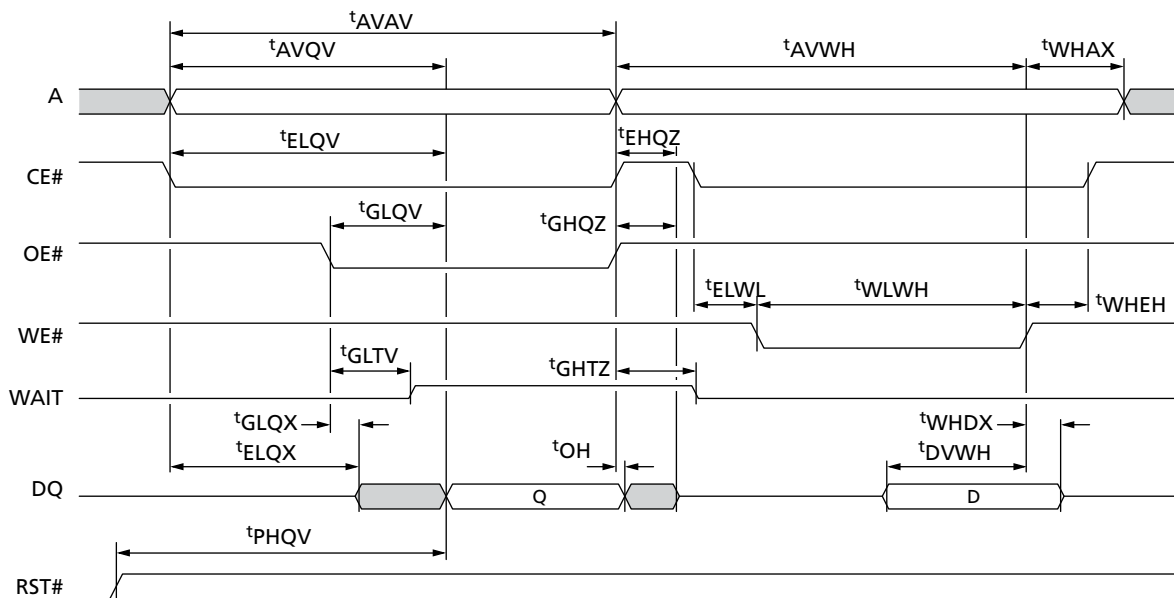 tAVAV
tAVQV tAVWH tWHAX
A
tELQV tEHQZ
CE#
tGLQV tGHQZ
OE#
tELWL tWLWH tWHEH
WE#
tGLTV tGHTZ
WAIT
tGLQX tWHDX
tELQX tOH tDVWH
DQ Q D
tPHQV
RST#